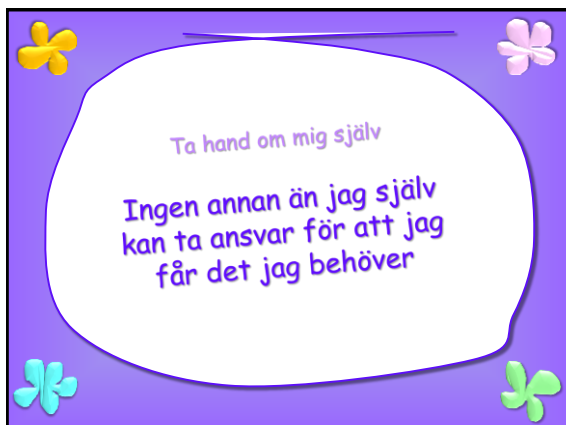 Ta hand om mig själv
Ingen annan än jag själv
kan ta ansvar för att jag
får det jag behöver